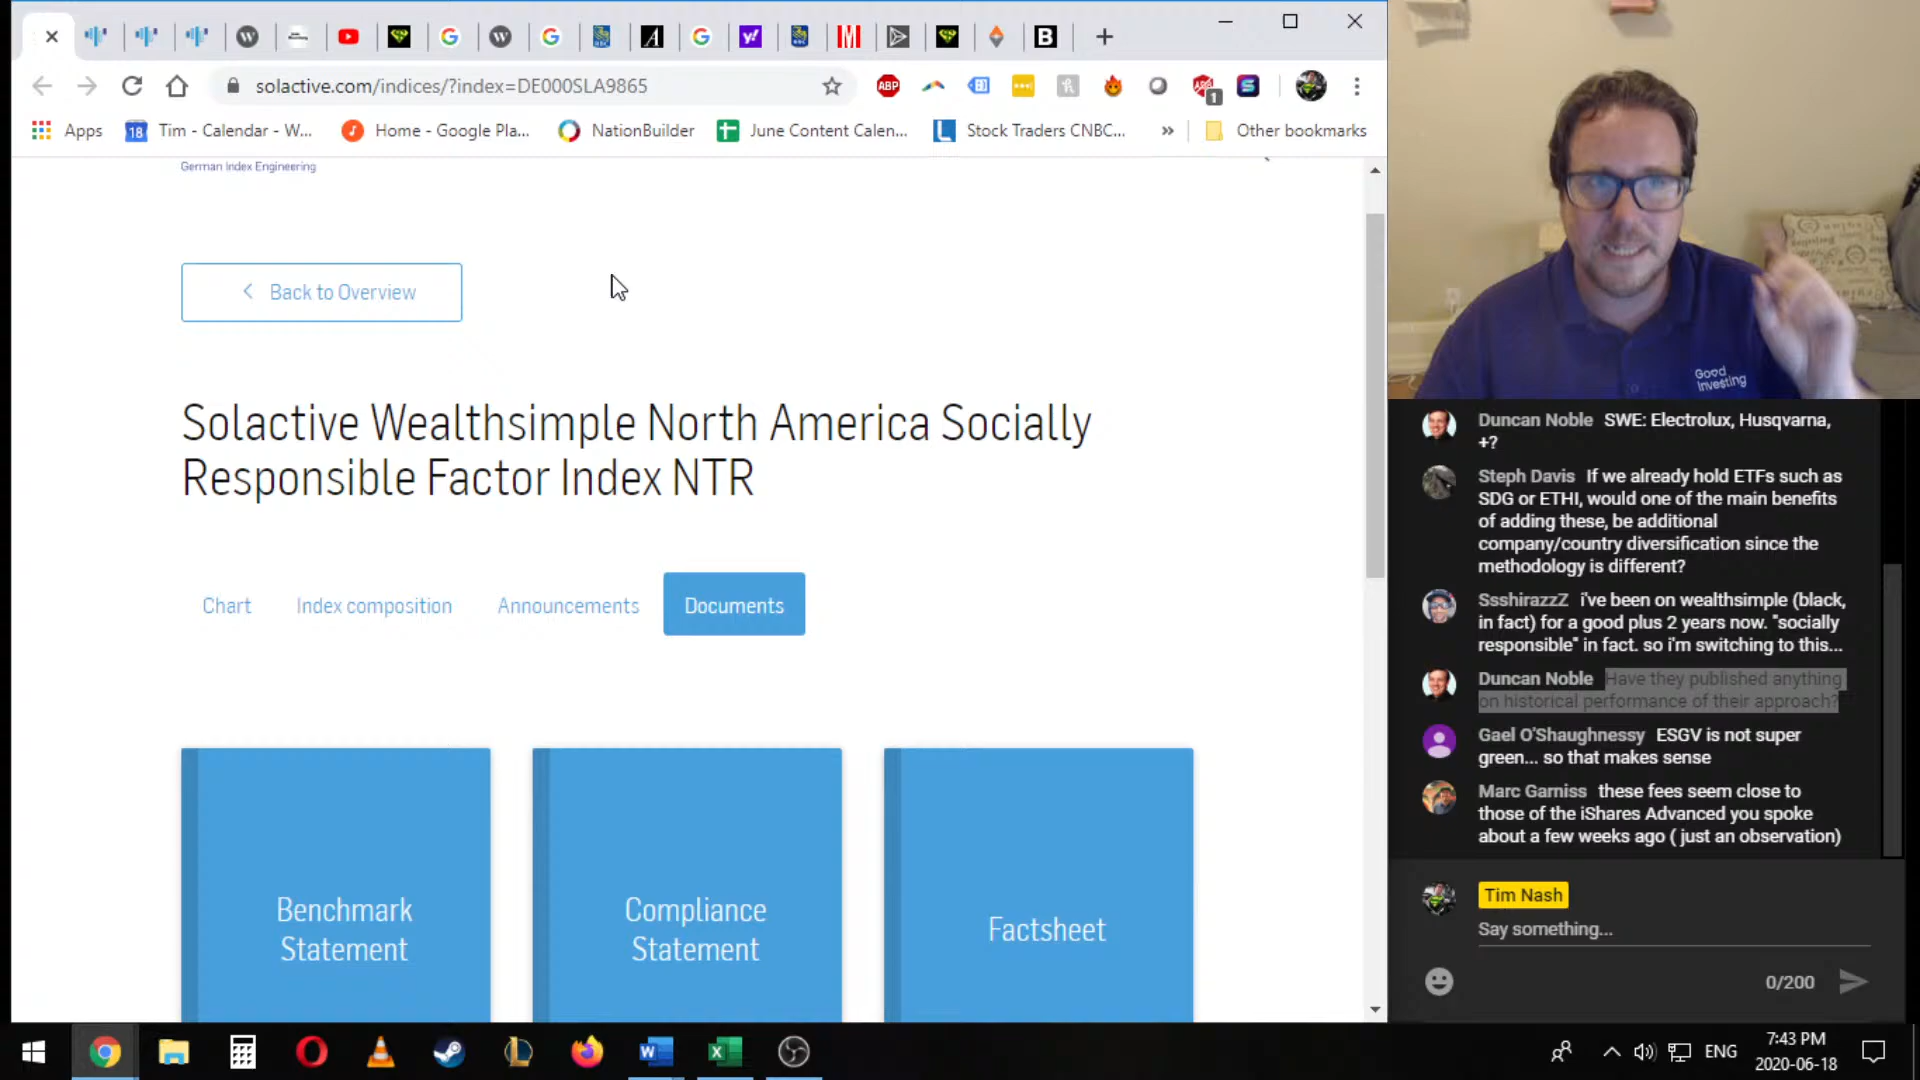 solactive.com/indices/?index=DE000SLA9865
ABP
1
Apps
18
Tim - Calendar - W...
Home - Google Pla...
NationBuilder
June Content Calen...
Stock Traders CNBC...
»
Other bookmarks
German Index Engineering
Back to Overview
Solactive Wealthsimple North America Socially
Responsible Factor Index NTR
Chart
Index composition
Announcements
Documents
Benchmark
Statement
Compliance
Statement
Factsheet
Good
Investing
Duncan Noble SWE: Electrolux, Husqvarna,
+?
Steph Davis If we already hold ETFs such as
SDG or ETHI, would one of the main benefits
of adding these, be additional
company/country diversification since the
methodology is different?
SsshirazzZ i've been on wealthsimple (black,
in fact) for a good plus 2 years now. "socially
responsible" in fact. so i'm switching to this...
Duncan Noble Have they published anything
on historical performance of their approach?
Gael O'Shaughnessy ESGV is not super
green... so that makes sense
Marc Garniss these fees seem close to
those of the iShares Advanced you spoke
about a few weeks ago ( just an observation)
Tim Nash
Say something...
0/200
ENG
7:43 PM
2020-06-18